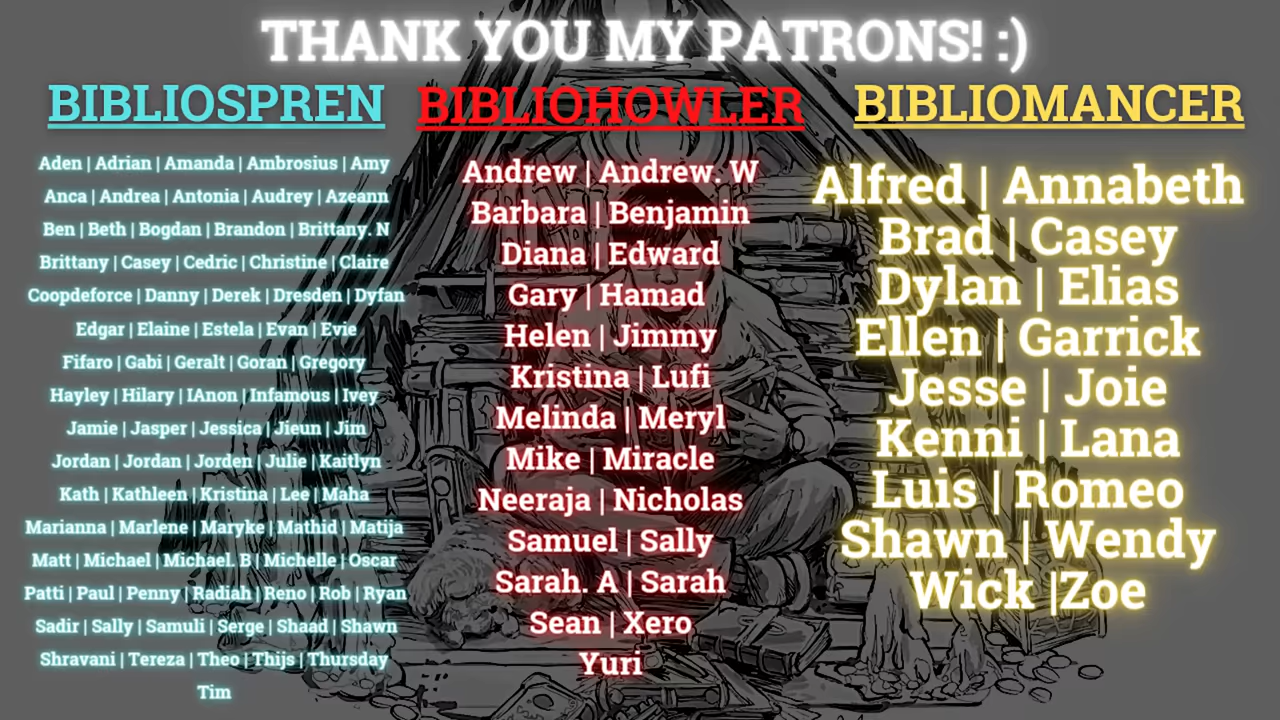 THANK YOU MY PATRONS! :)
BIBLIOSPREN
Aden | Adrian | Amanda | Ambrosius | Amy
Anca | Andrea | Antonia | Audrey | Azeann
Ben | Beth | Bogdan | Brandon | Brittany. N
Brittany | Casey | Cedric | Christine | Claire
Coopdeforce | Danny | Derek | Dresden | Dyfan
Edgar | Elaine | Estela | Evan | Evie
Fifaro | Gabi | Geralt | Goran | Gregory
Hayley | Hilary | IAnon | Infamous | Ivey
Jamie | Jasper | Jessica | Jieun | Jim
Jordan | Jordan | Jorden | Julie | Kaitlyn
Kath | Kathleen | Kristina | Lee | Maha
Marianna | Marlene | Maryke | Mathid | Matija
Matt | Michael | Michael. B | Michelle | Oscar
Patti | Paul | Penny | Radiah | Reno | Rob | Ryan
Sadir | Sally | Samuli | Serge | Shaad | Shawn
Shravani | Tereza | Theo | Thijs | Thursday
Tim
BIBLIOHOWLER
Andrew | Andrew. W
Barbara | Benjamin
Diana | Edward
Gary | Hamad
Helen | Jimmy
Kristina | Lufi
Melinda | Meryl
Mike | Miracle
Neeraja | Nicholas
Samuel | Sally
Sarah. A | Sarah
Sean | Xero
Yuri
BIBLIOMANCER
Alfred | Annabeth
Brad | Casey
Dylan | Elias
Ellen | Garrick
Jesse | Joie
Kenni | Lana
Luis | Romeo
Shawn | Wendy
Wick |Zoe